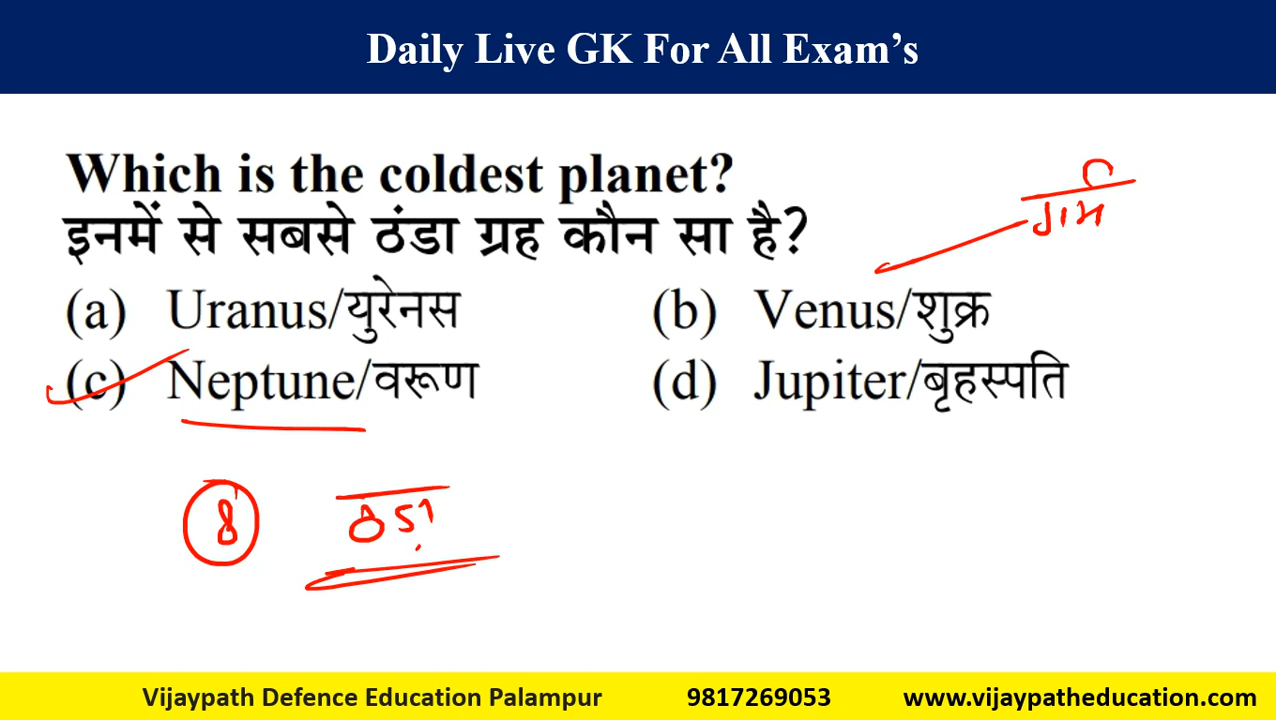 Daily Live GK For All Exam's
Which is the coldest planet?
इनमें से सबसे ठंडा ग्रह कौन सा है?
गर्म
(a) Uranus/युरेनस (b) Venus/शुक्र
(c) Neptune/वरूण (d) Jupiter/बृहस्पति
8 ठंडा
Vijaypath Defence Education Palampur 9817269053 www.vijaypatheducation.com